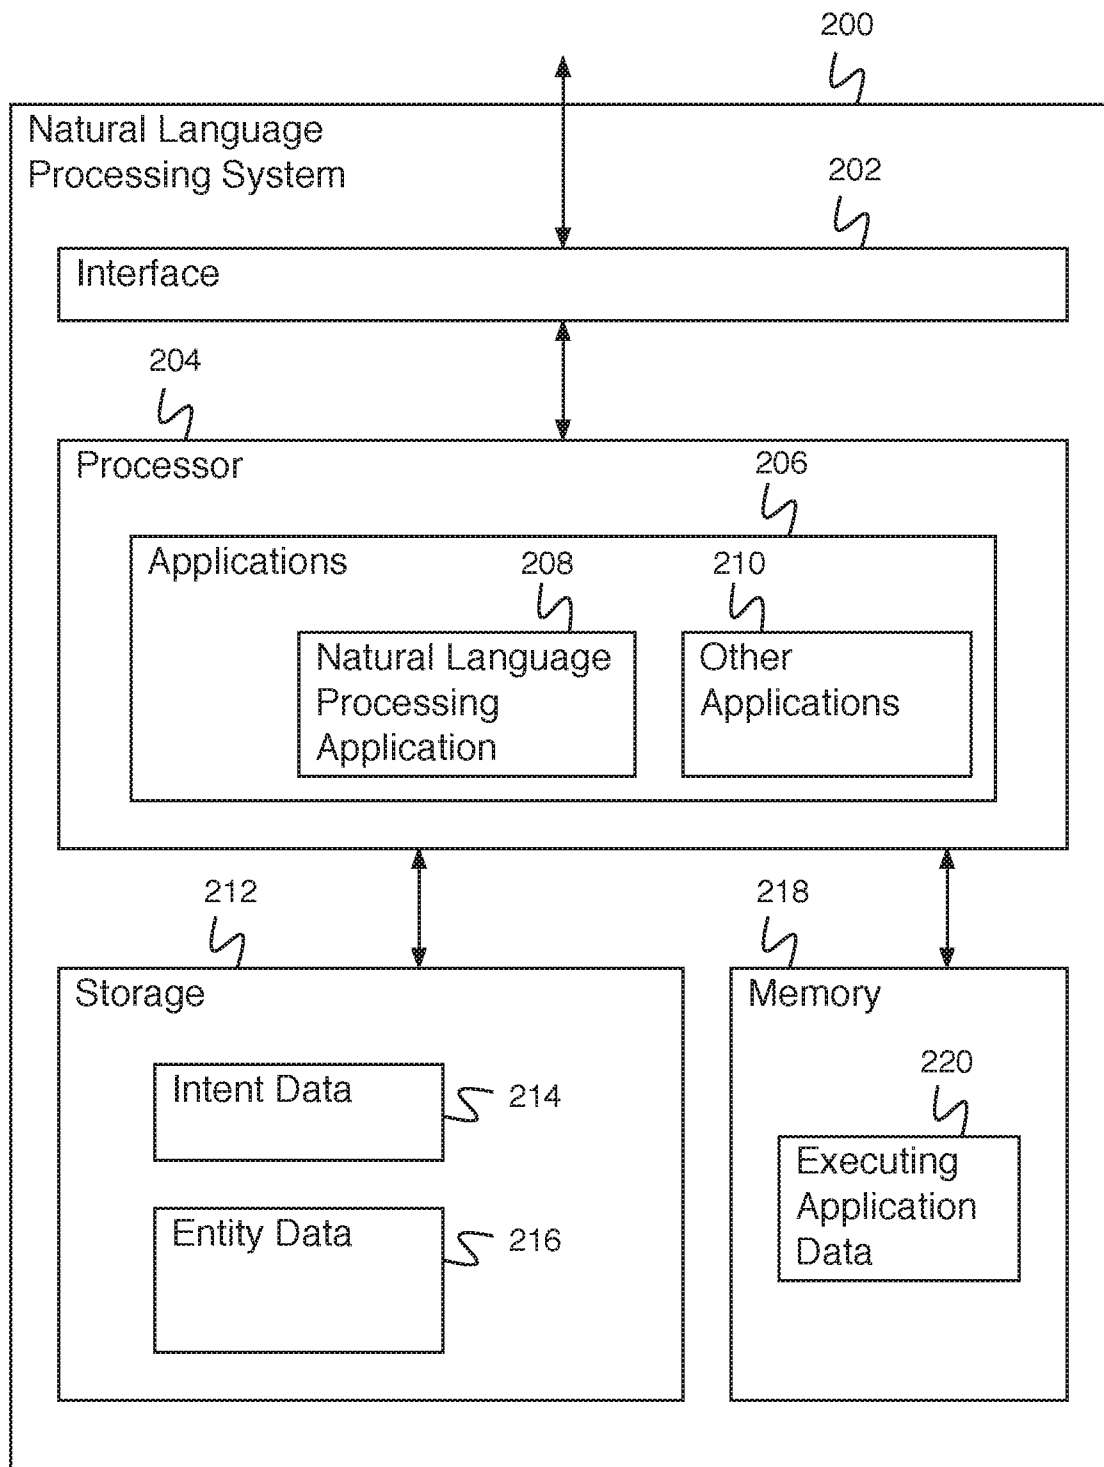 200
Natural Language
Processing System
202
Interface
204
Processor
206
Applications
208
210
Natural Language
Processing
Application
Other
Applications
212
218
Storage
Memory
Intent Data
214
220
Executing
Application
Data
Entity Data
216